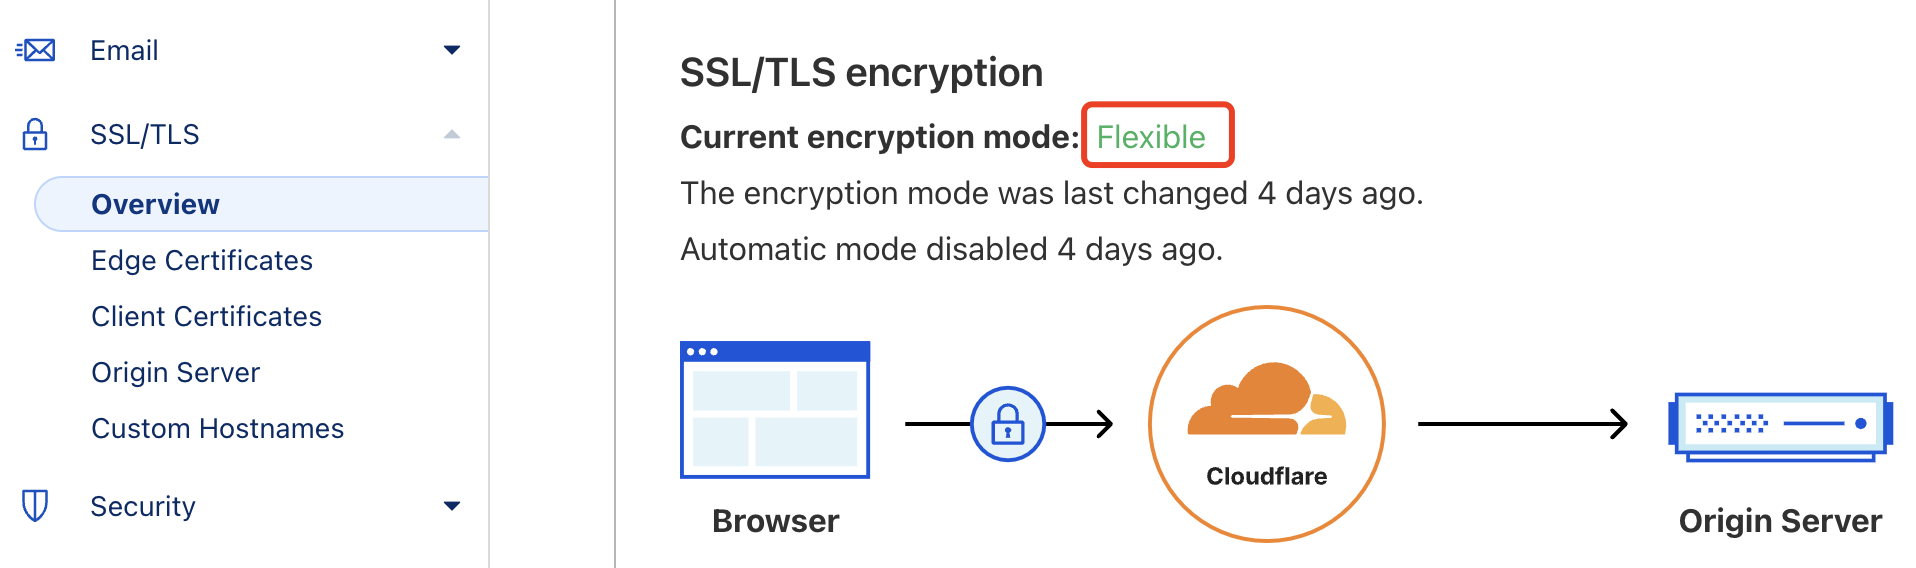 Email
SSL/TLS
Overview
Edge Certificates
Client Certificates
Origin Server
Custom Hostnames
Security
SSL/TLS encryption
Current encryption mode: Flexible
The encryption mode was last changed 4 days ago.
Automatic mode disabled 4 days ago.
Cloudflare
Browser
Origin Server